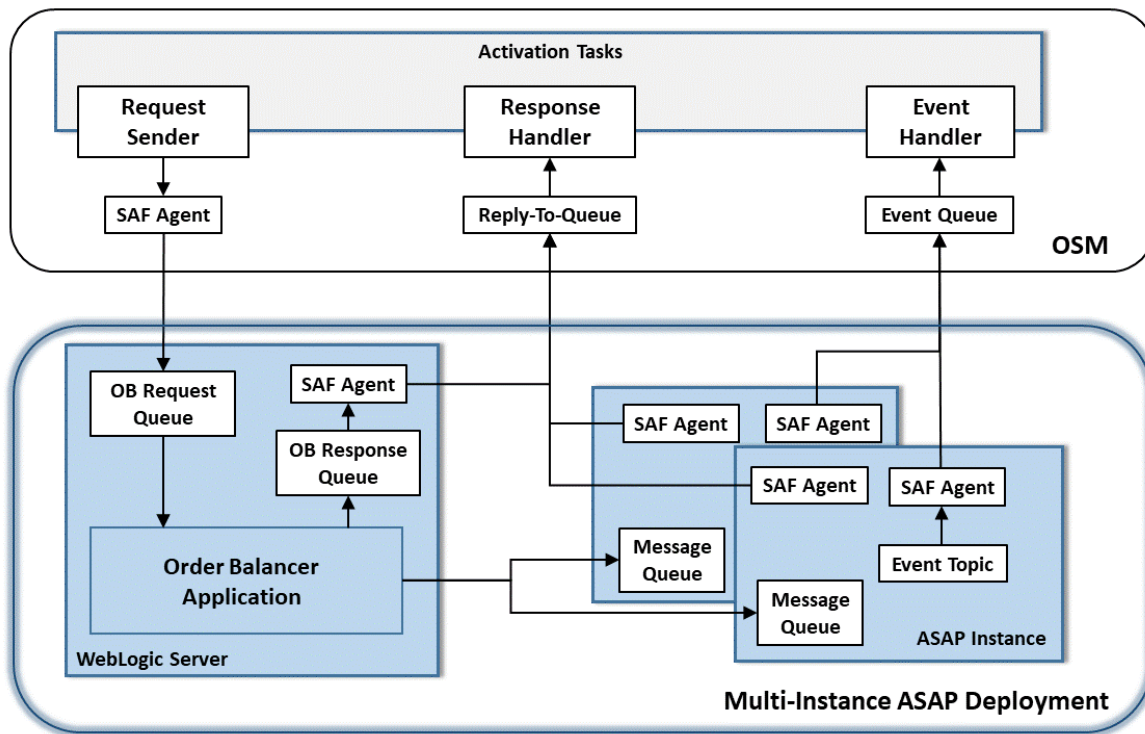 Activation Tasks
Request
Sender
Response
Handler
Event
Handler
SAF Agent
Reply-To-Queue
Event Queue
OSM
OB Request
Queue
SAF Agent
OB Response
Queue
Order Balancer
Application
WebLogic Server
SAF Agent
SAF Agent
SAF Agent
SAF Agent
Message
Queue
Event Topic
Message
Queue
ASAP Instance
Multi-Instance ASAP Deployment